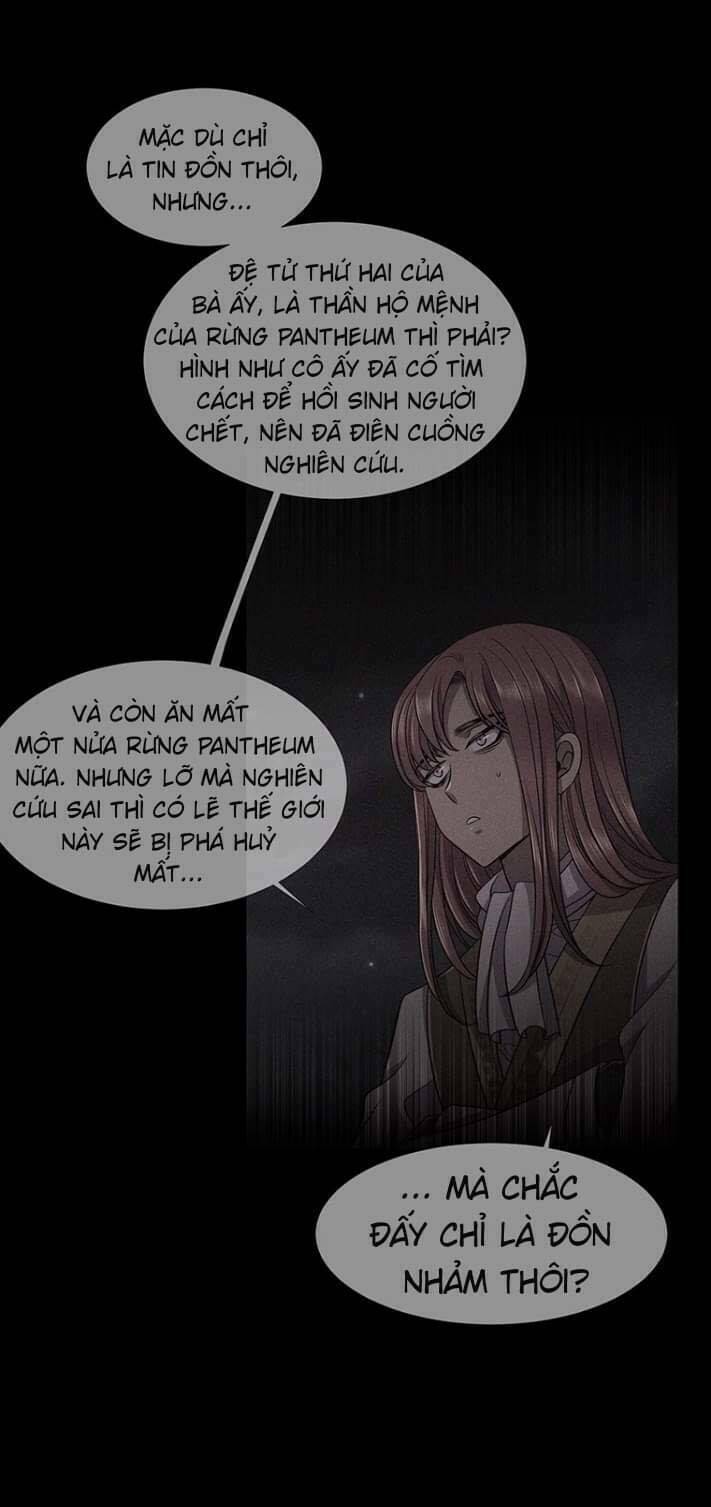 MẶC DÙ CHỈ
LÀ TIN ĐỒN THÔI,
NHƯNG...
ĐỆ TỬ THỨ HAI CỦA
BÀ ẤY, LÀ THẦN HỘ MỆNH
CỦA RỪNG PANTHEUM THÌ PHẢI?
HÌNH NHƯ CÔ ẤY ĐÃ CỐ TÌM
CÁCH ĐỂ HỒI SINH NGƯỜI
CHẾT, NÊN ĐÃ ĐIÊN CUỒNG
NGHIÊN CỨU.
VÀ CÒN ĂN MẤT
MỘT NỬA RỪNG PANTHEUM
NỮA. NHƯNG LỠ MÀ NGHIÊN
CỨU SAI THÌ CÓ LẼ THẾ GIỚI
NÀY SẼ BỊ PHÁ HUỶ
MẤT...
... MÀ CHẮC
ĐẤY CHỈ LÀ ĐỒN
NHẢM THÔI?